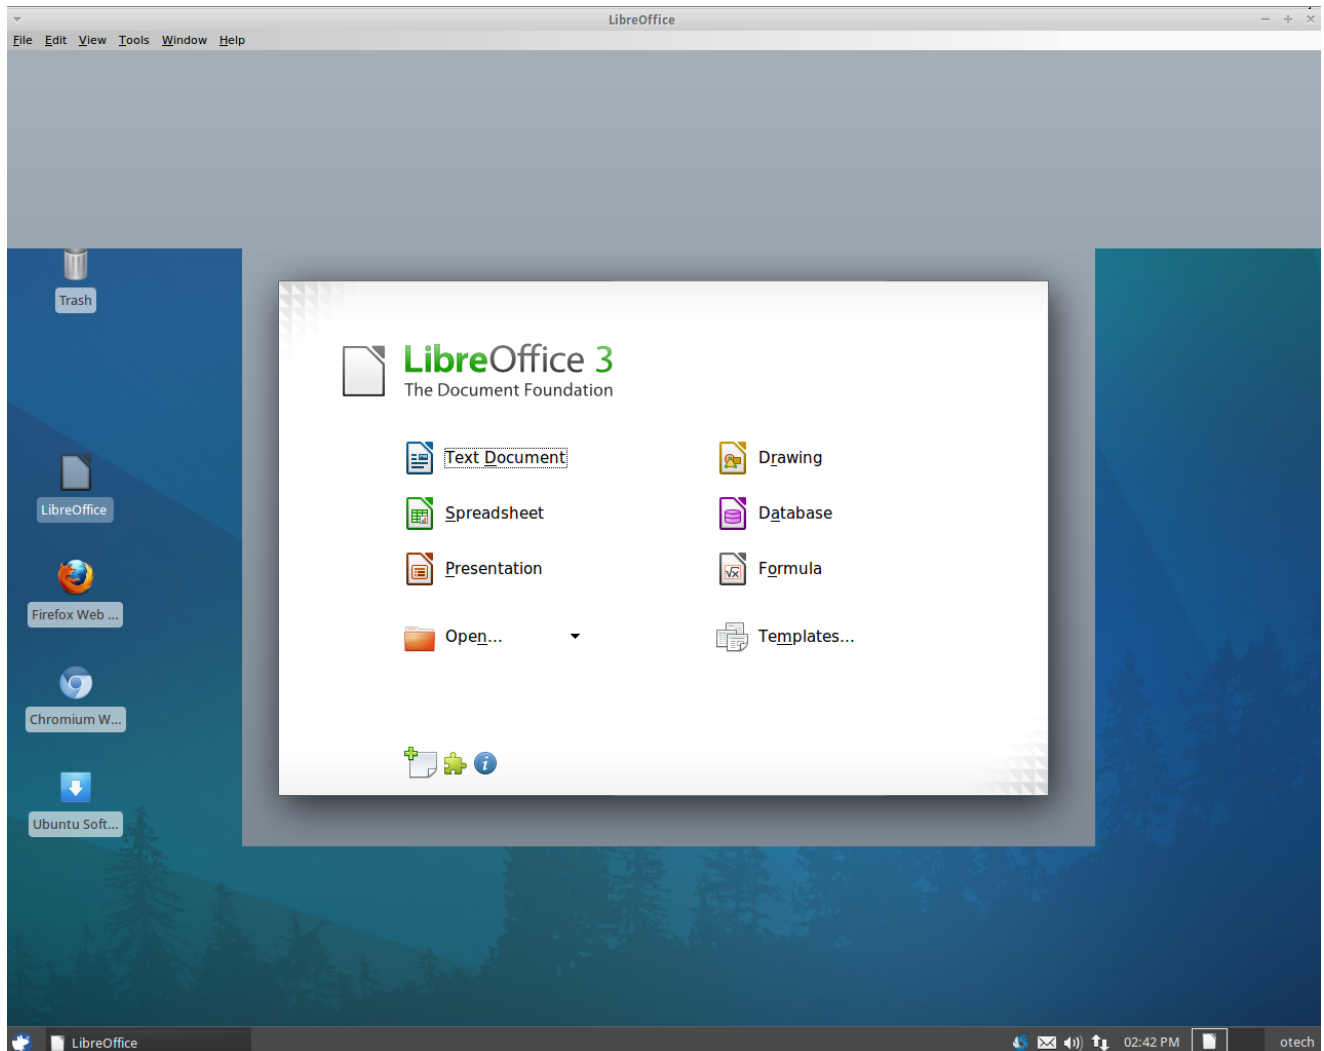 LibreOffice
File Edit View Tools Window Help
Trash
LibreOffice 3
The Document Foundation
Text Document
Drawing
LibreOffice
Spreadsheet
Database
Presentation
Formula
Firefox Web ...
Open...
Templates...
Chromium W...
Ubuntu Soft...
LibreOffice
02:42 PM
otech